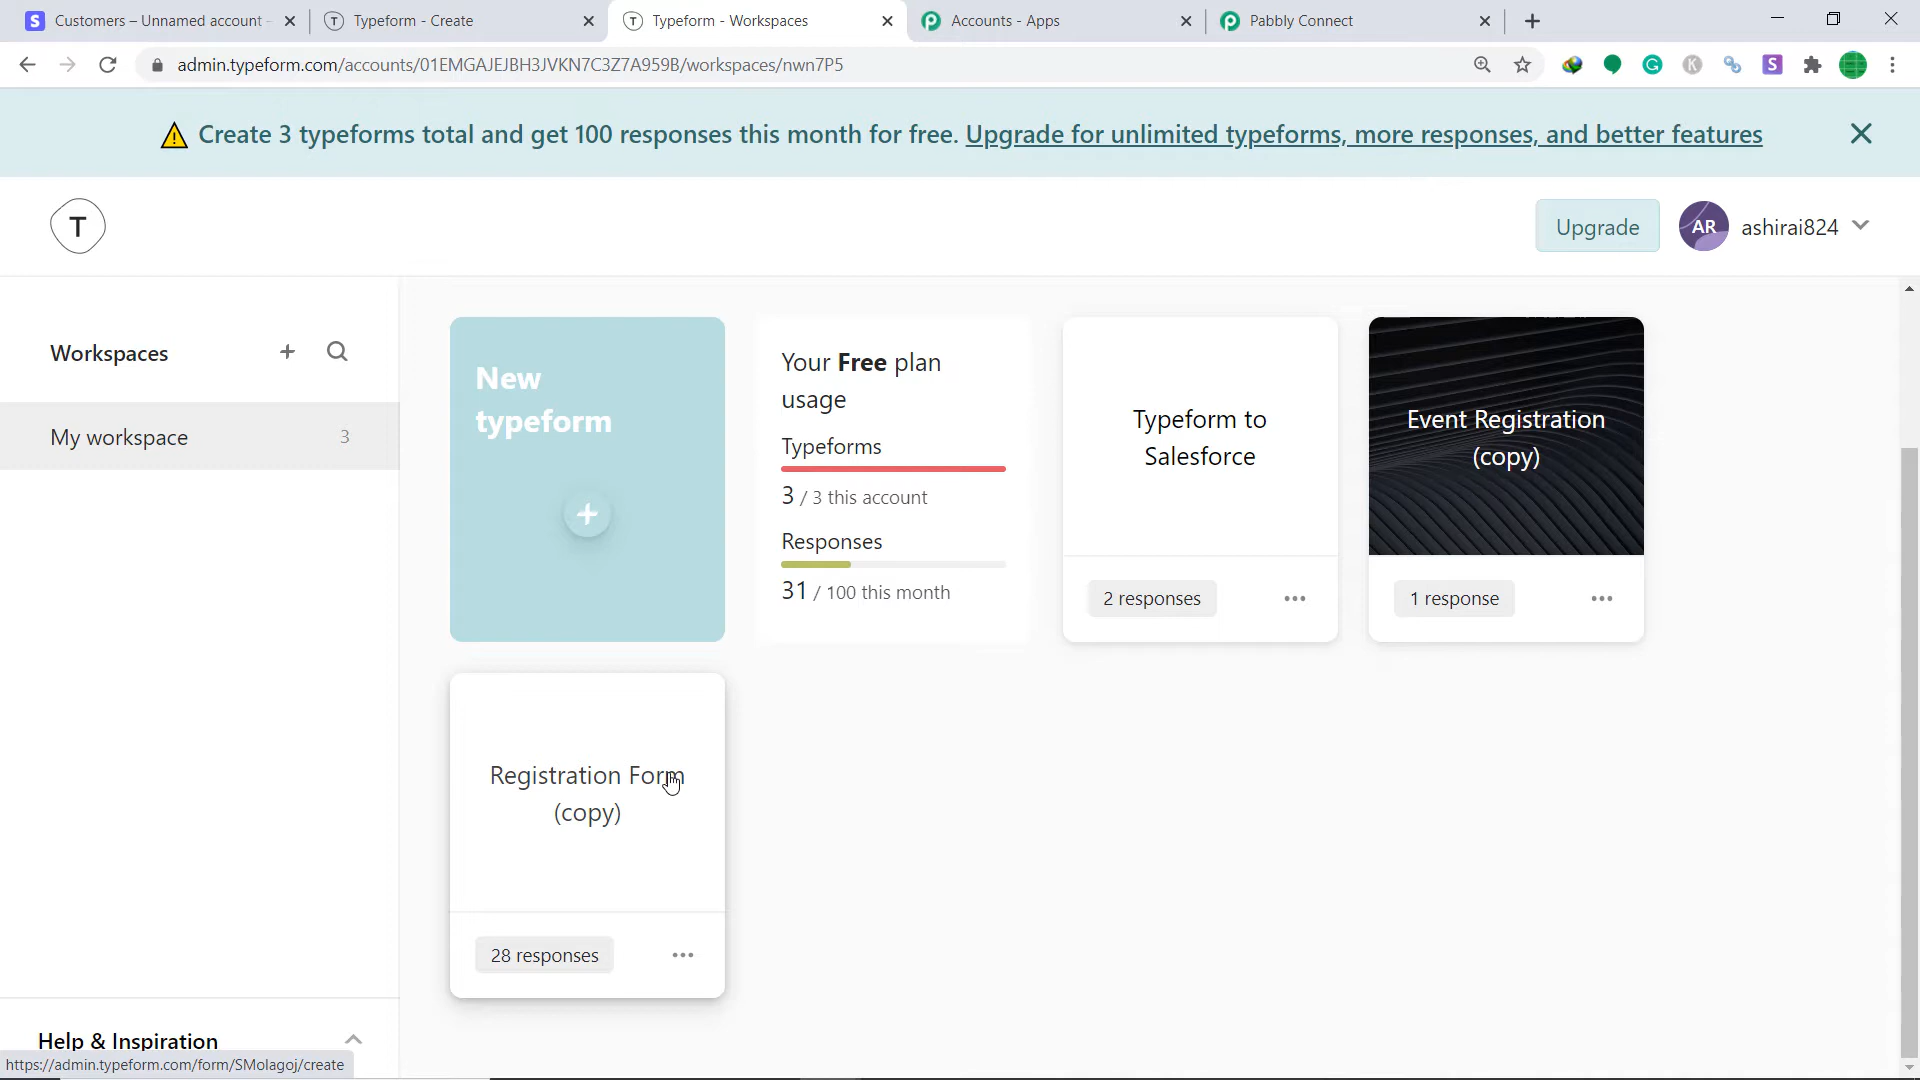 S Customers – Unnamed account -
T Typeform - Create
T Typeform - Workspaces
Accounts - Apps
Pabbly Connect
admin.typeform.com/accounts/01EMGAJEJBH3JVKN7C3Z7A959B/workspaces/nwn7P5
K
S
Create 3 typeforms total and get 100 responses this month for free. Upgrade for unlimited typeforms, more responses, and better features
T
Upgrade
AR
ashirai824
Workspaces
My workspace
3
New
typeform
Your Free plan
usage
Typeforms
3 / 3 this account
Responses
31 / 100 this month
Typeform to
Salesforce
2 responses
Event Registration
(copy)
1 response
Registration Form
(copy)
28 responses
Help & Inspiration
https://admin.typeform.com/form/SMolagoj/create